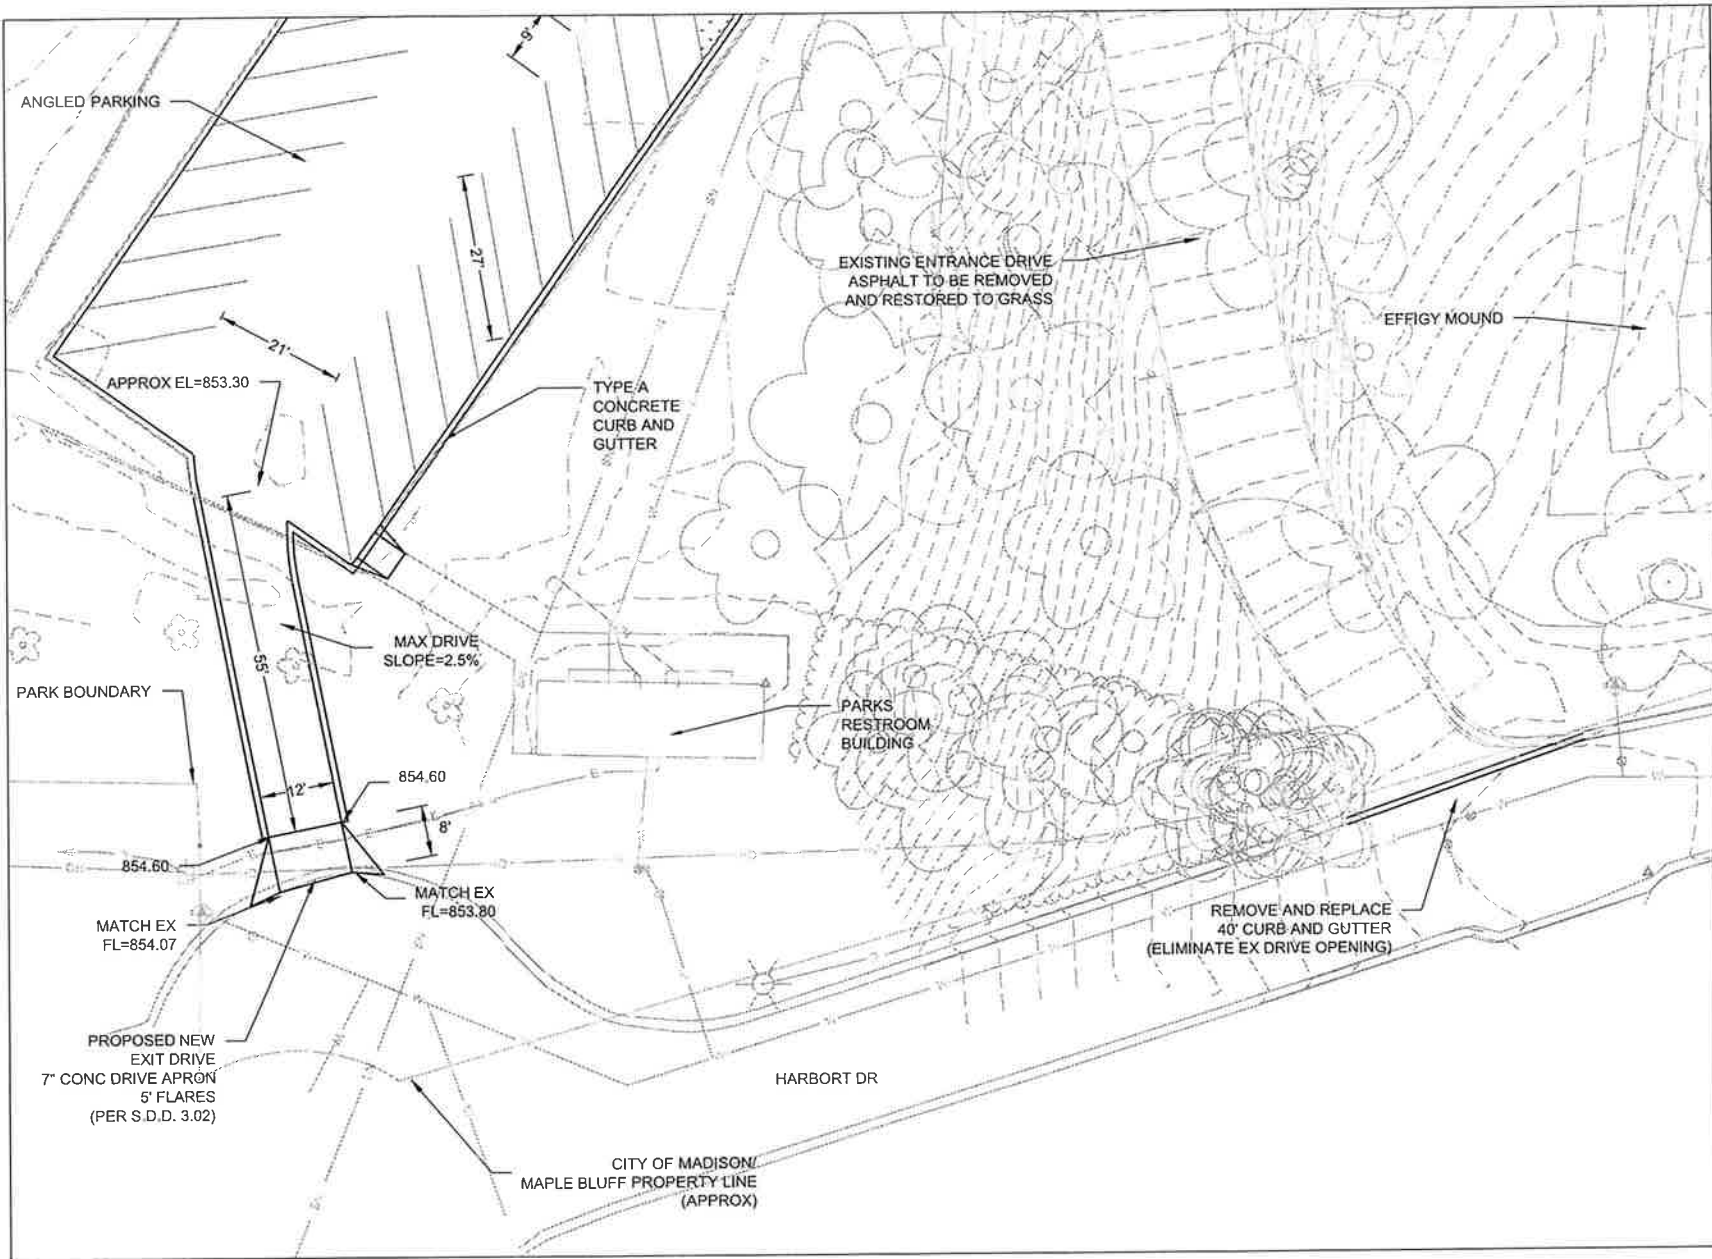 ANGLED PARKING
9'
27'
21'
APPROX EL=853.30
TYPE A
CONCRETE
CURB AND
GUTTER
EXISTING ENTRANCE DRIVE
ASPHALT TO BE REMOVED
AND RESTORED TO GRASS
EFFIGY MOUND
MAX DRIVE
SLOPE=2.5%
55'
PARK BOUNDARY
PARKS
RESTROOM
BUILDING
12'
854.60
8'
854.60
MATCH EX
FL=853.80
MATCH EX
FL=854.07
REMOVE AND REPLACE
40' CURB AND GUTTER
(ELIMINATE EX DRIVE OPENING)
PROPOSED NEW
EXIT DRIVE
7" CONC DRIVE APRON
5' FLARES
(PER S.D.D. 3.02)
HARBORT DR
CITY OF MADISON/
MAPLE BLUFF PROPERTY LINE
(APPROX)